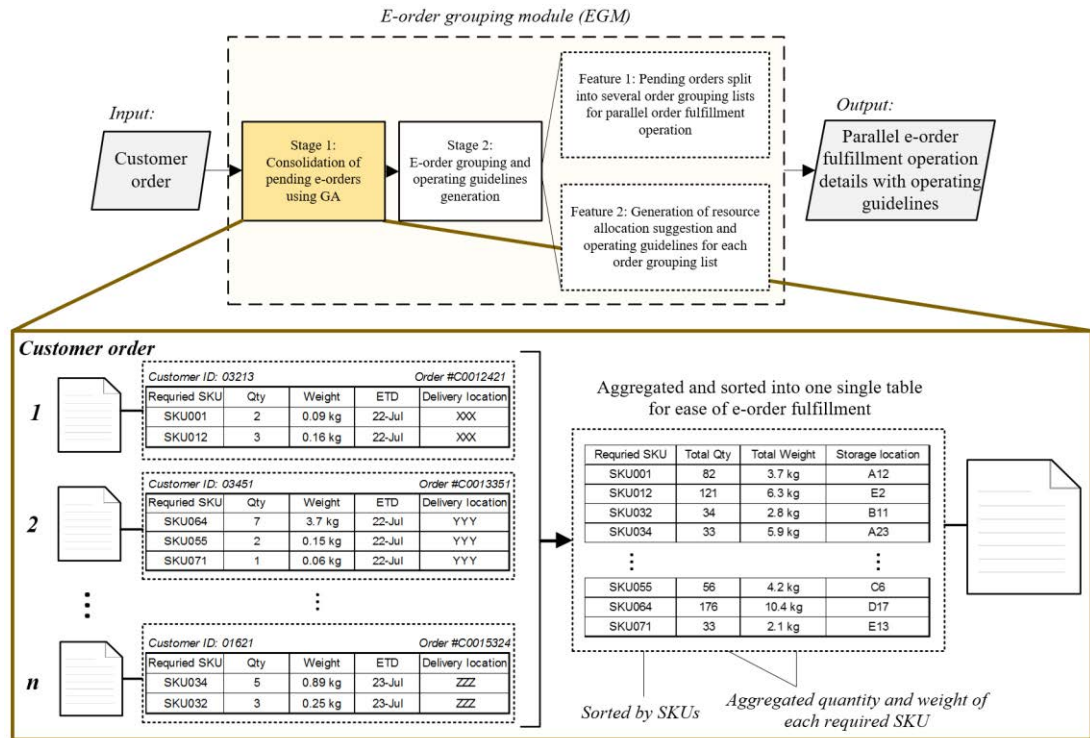 E-order grouping module (EGM)
Input:
Customer
order
Stage 1:
Consolidation of
pending e-orders
using GA
Stage 2:
E-order grouping and
operating guidelines
generation
Feature 1: Pending orders split
into several order grouping lists
for parallel order fulfillment
operation
Feature 2: Generation of resource
allocation suggestion and
operating guidelines for each
order grouping list
Output:
Parallel e-order
fulfillment operation
details with operating
guidelines
Customer order
1
Customer ID: 03213 Order #C0012421
Requried SKU Qty Weight ETD Delivery location
SKU001 2 0.09 kg 22-Jul XXX
SKU012 3 0.16 kg 22-Jul XXX
2
Customer ID: 03451 Order #C0013351
Requried SKU Qty Weight ETD Delivery location
SKU064 7 3.7 kg 22-Jul YYY
SKU055 2 0.15 kg 22-Jul YYY
SKU071 1 0.06 kg 22-Jul YYY
n
Customer ID: 01621 Order #C0015324
Requried SKU Qty Weight ETD Delivery location
SKU034 5 0.89 kg 23-Jul ZZZ
SKU032 3 0.25 kg 23-Jul ZZZ
Aggregated and sorted into one single table
for ease of e-order fulfillment
Requried SKU Total Qty Total Weight Storage location
SKU001 82 3.7 kg A12
SKU012 121 6.3 kg E2
SKU032 34 2.8 kg B11
SKU034 33 5.9 kg A23
SKU055 56 4.2 kg C6
SKU064 176 10.4 kg D17
SKU071 33 2.1 kg E13
Sorted by SKUs
Aggregated quantity and weight of
each required SKU